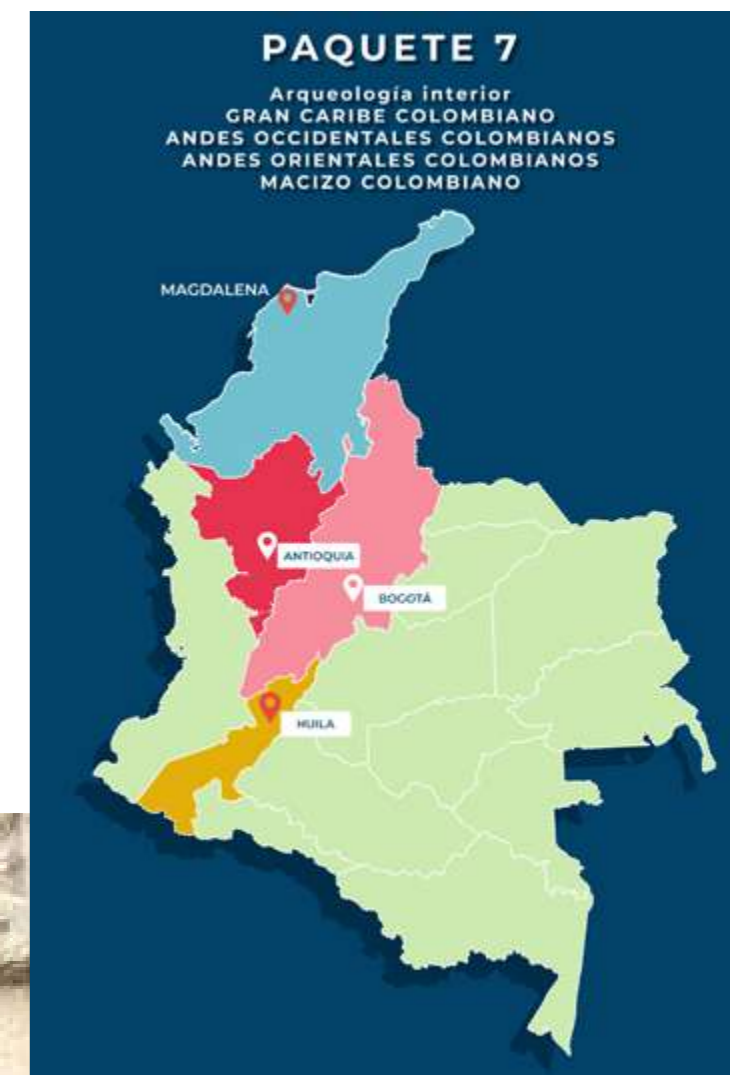 PAQUETE 7
Arqueología interior
GRAN CARIBE COLOMBIANO
ANDES OCCIDENTALES COLOMBIANOS
ANDES ORIENTALES COLOMBIANOS
MACIZO COLOMBIANO
MAGDALENA
ANTIOQUIA
BOGOTÁ
HUILA